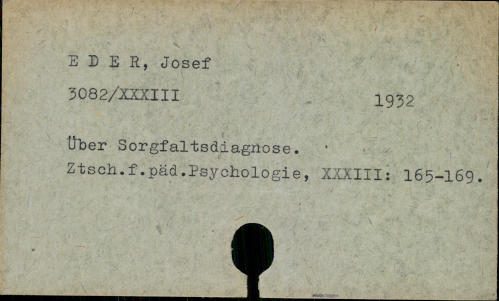 E D E R, Josef
3082/XXXIII 1932
Über Sorgfaltsdiagnose.
Ztsch.f.päd.Psychologie, XXXIII: 165-169.